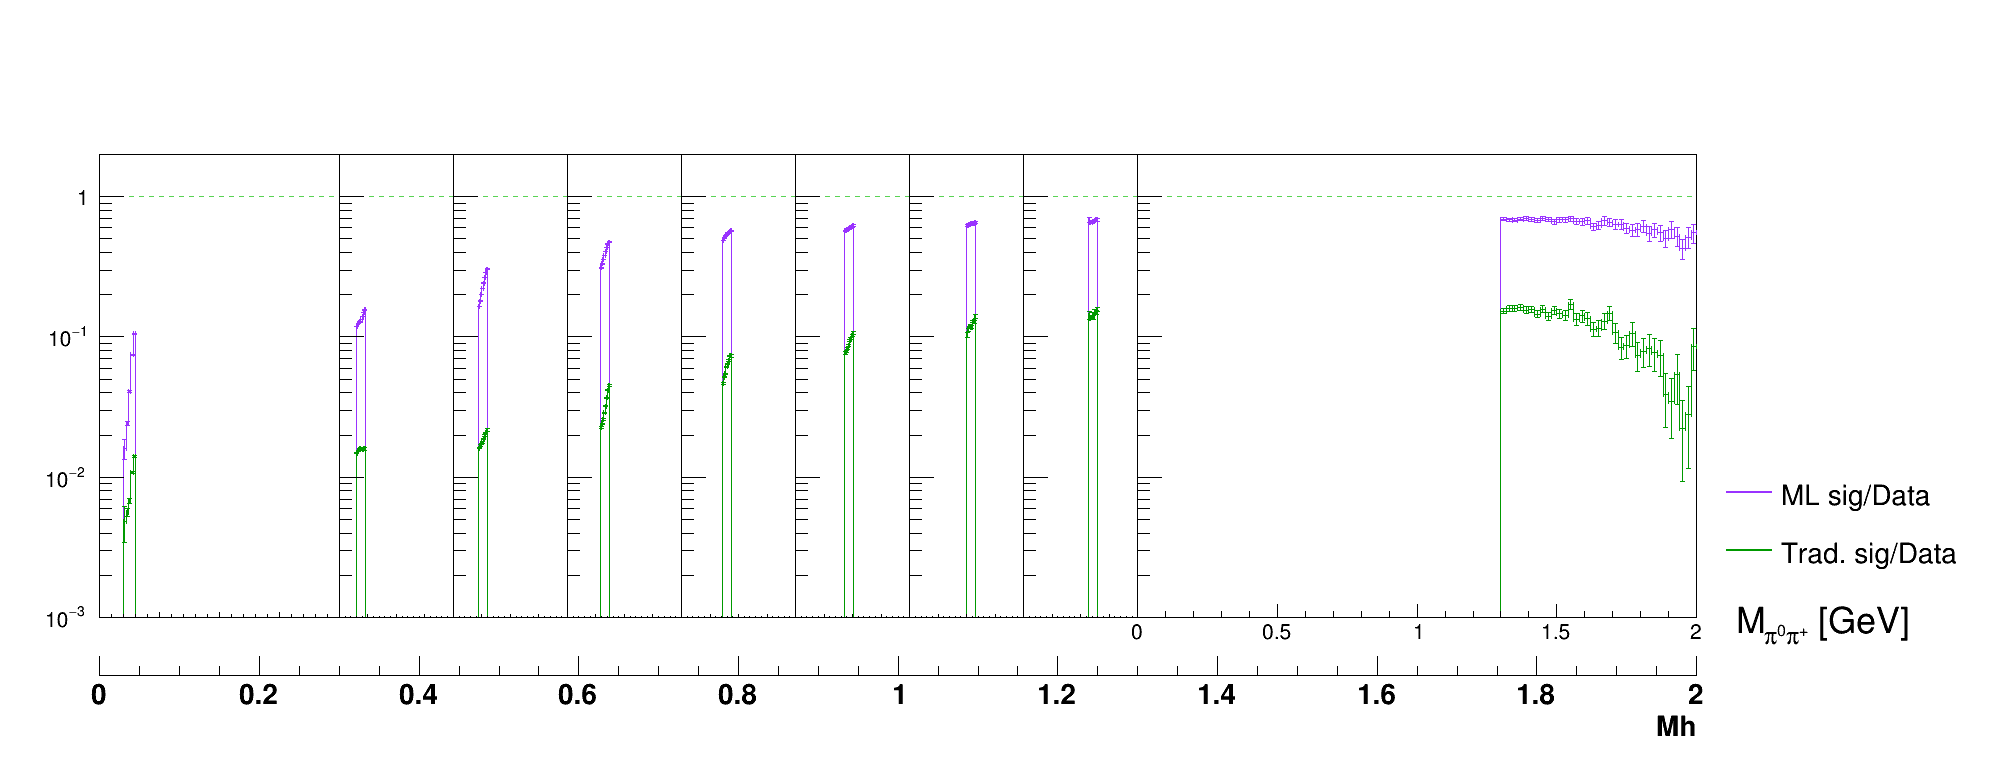 1
10⁻¹
10⁻²
10⁻³
ML sig/Data
Trad. sig/Data
0 0.5 1 1.5 2
M_π⁰π⁺ [GeV]
0 0.2 0.4 0.6 0.8 1 1.2 1.4 1.6 1.8 2
Mh